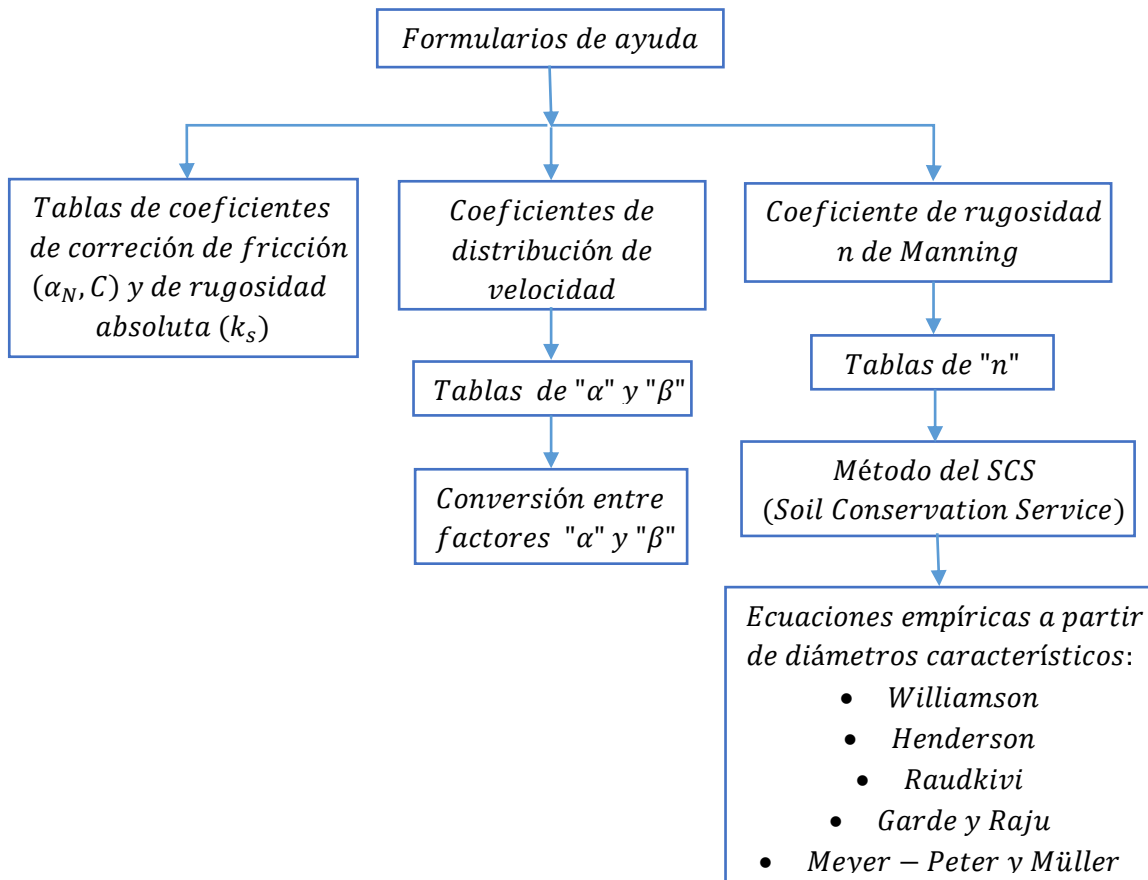 Formularios de ayuda
Tablas de coeficientes
de correción de fricción
(α_N, C) y de rugosidad
absoluta (k_s)
Coeficientes de
distribución de
velocidad
Tablas de "α" y "β"
Conversión entre
factores "α" y "β"
Coeficiente de rugosidad
n de Manning
Tablas de "n"
Método del SCS
(Soil Conservation Service)
Ecuaciones empíricas a partir
de diámetros característicos:
• Williamson
• Henderson
• Raudkivi
• Garde y Raju
• Meyer − Peter y Müller